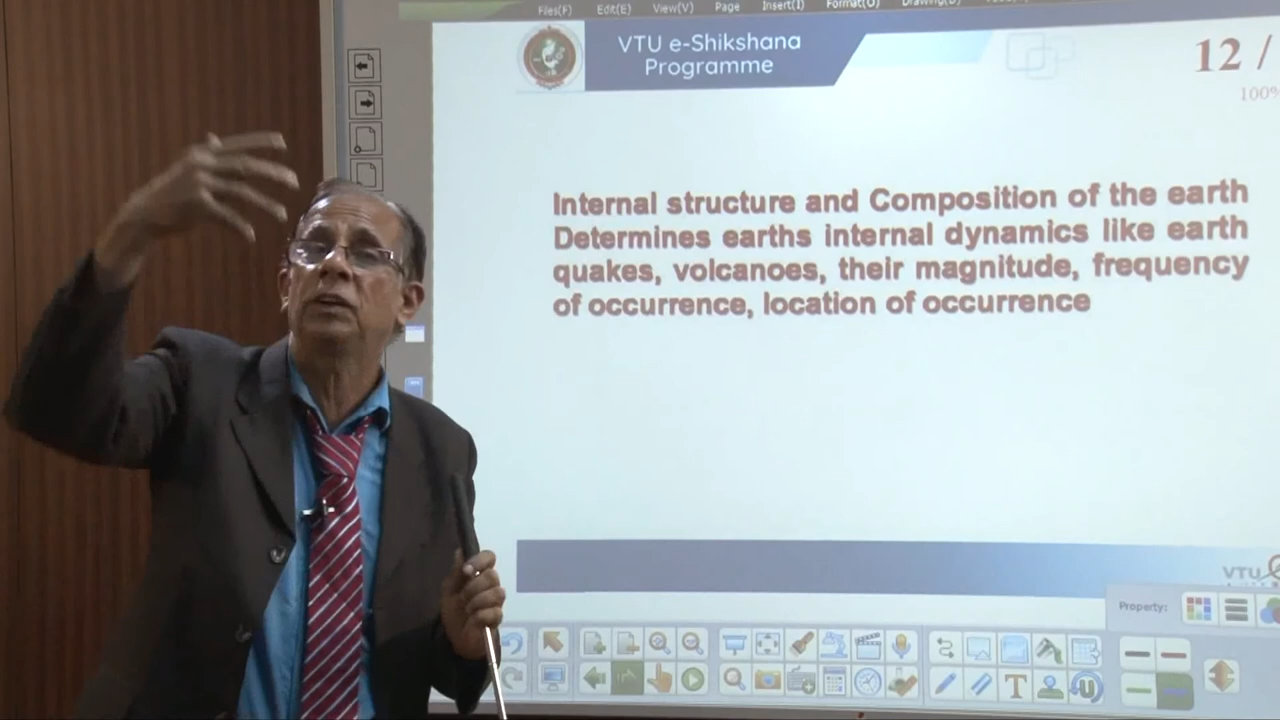 Files(F) Edit(E) View(V) Page Insert(I) Format(O) Drawing(D)
VTU e-Shikshana
Programme
12 /
100%
Internal structure and Composition of the earth
Determines earths internal dynamics like earth
quakes, volcanoes, their magnitude, frequency
of occurrence, location of occurrence
VTU
Property: